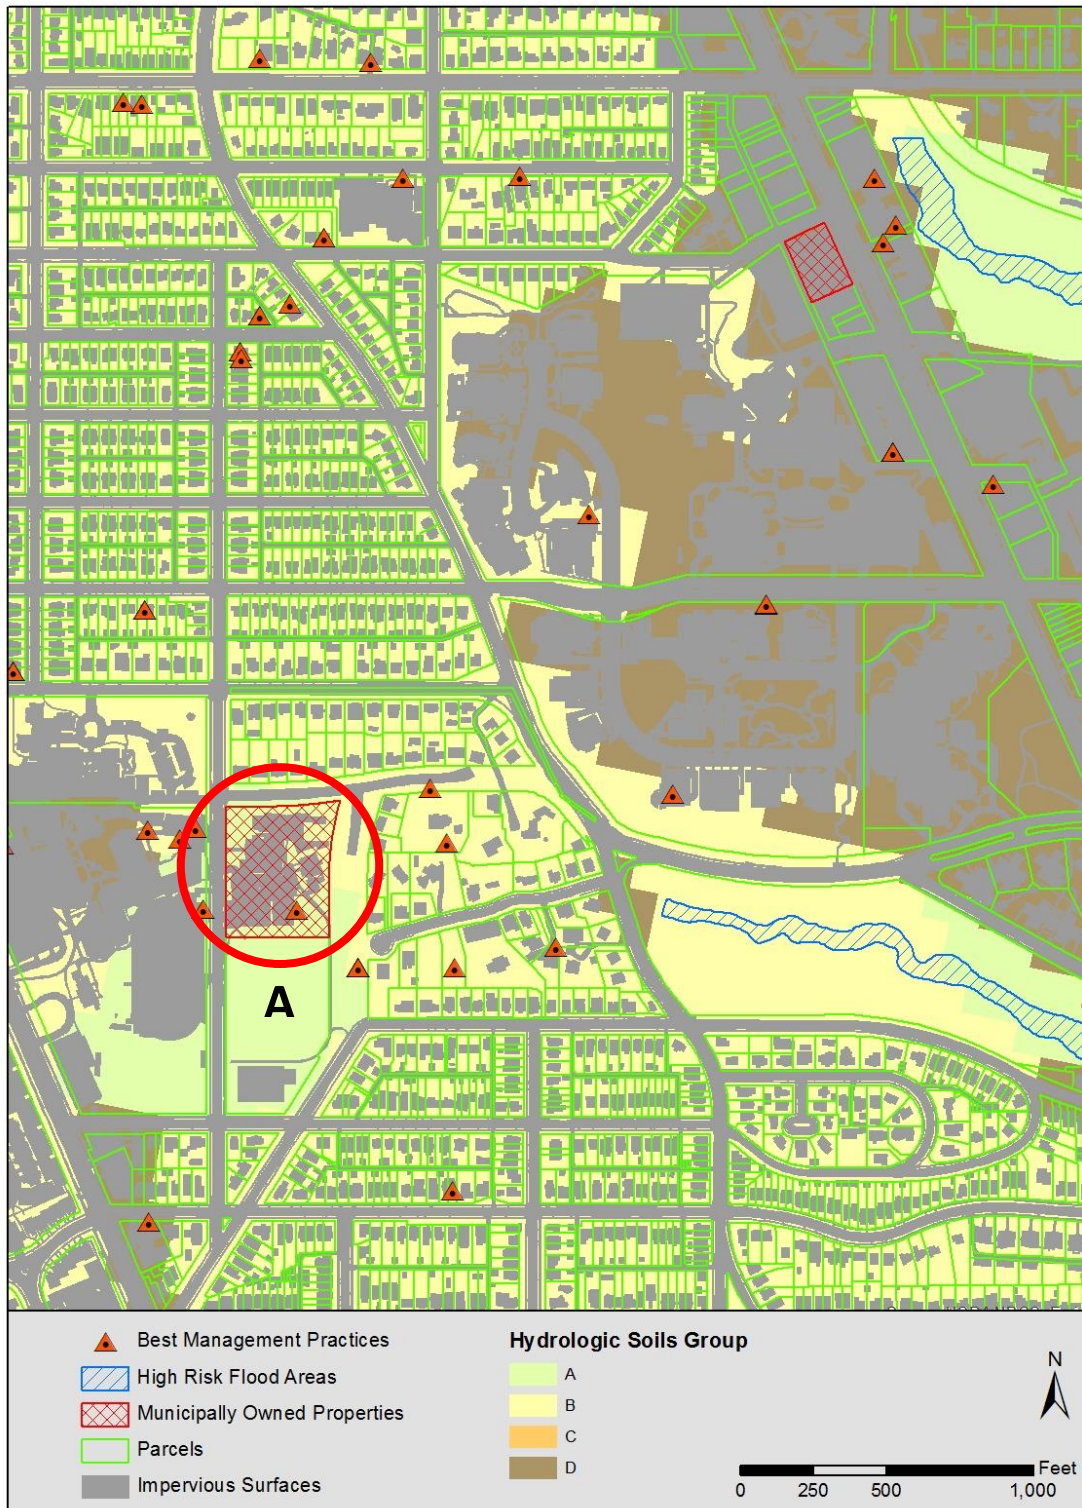 A
Best Management Practices
High Risk Flood Areas
Municipally Owned Properties
Parcels
Impervious Surfaces
Hydrologic Soils Group
A
B
C
D
N
Feet
0 250 500 1,000